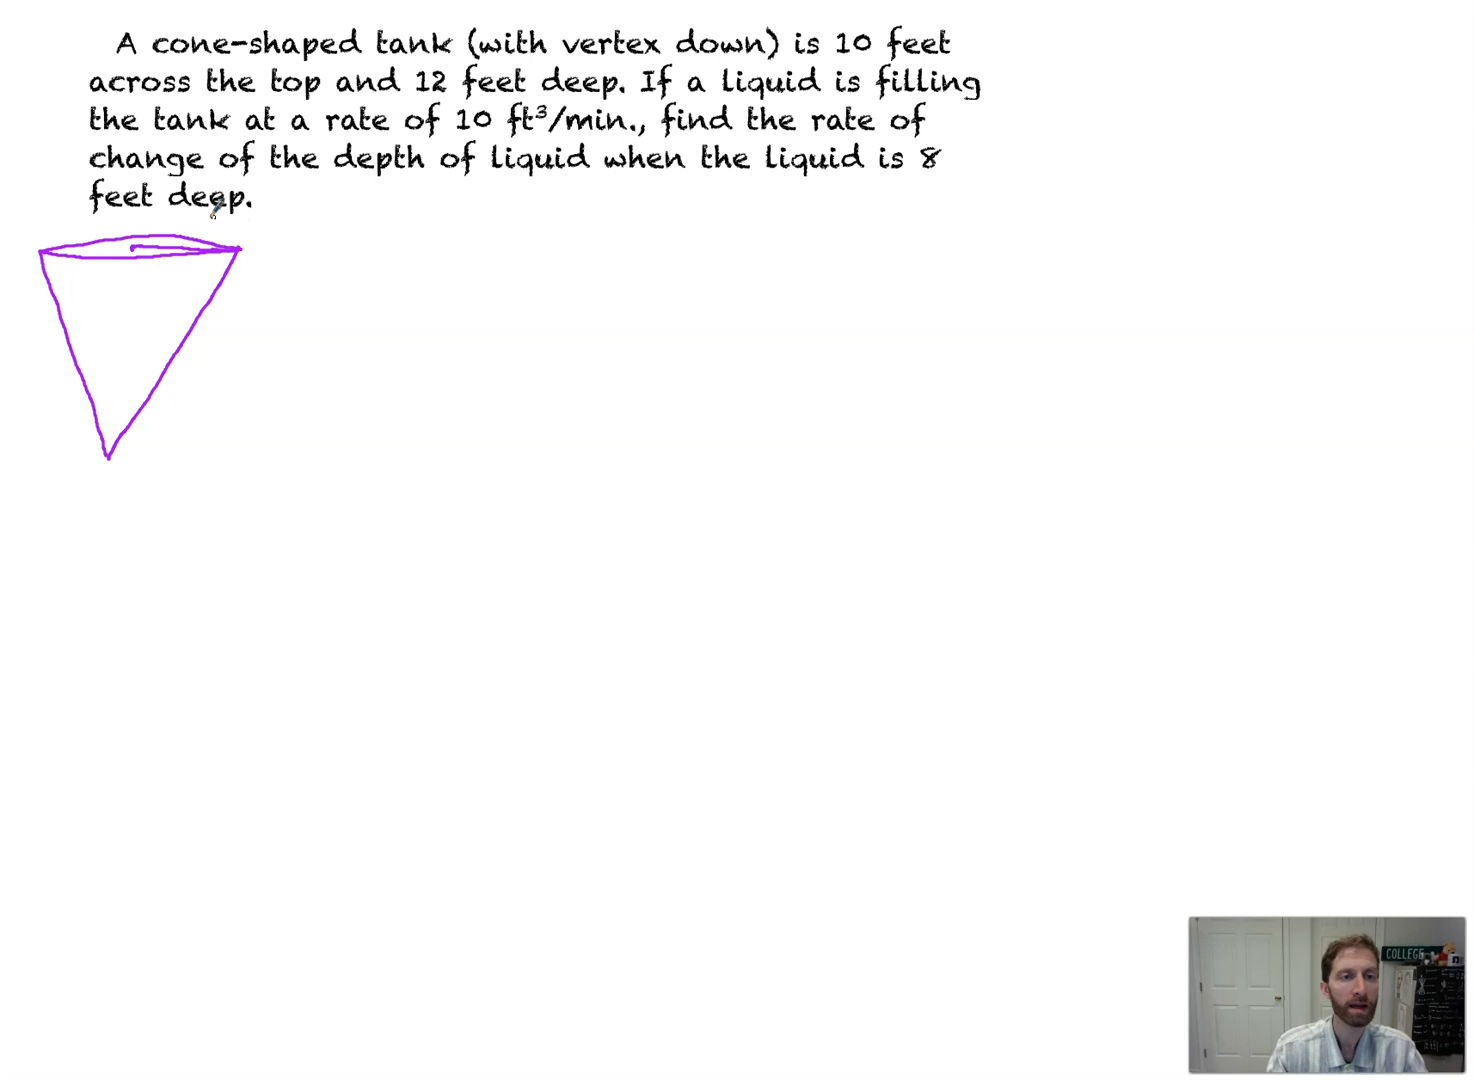 A cone-shaped tank (with vertex down) is 10 feet
across the top and 12 feet deep. If a liquid is filling
the tank at a rate of 10 ft³/min., find the rate of
change of the depth of liquid when the liquid is 8
feet deep.
COLLEGE